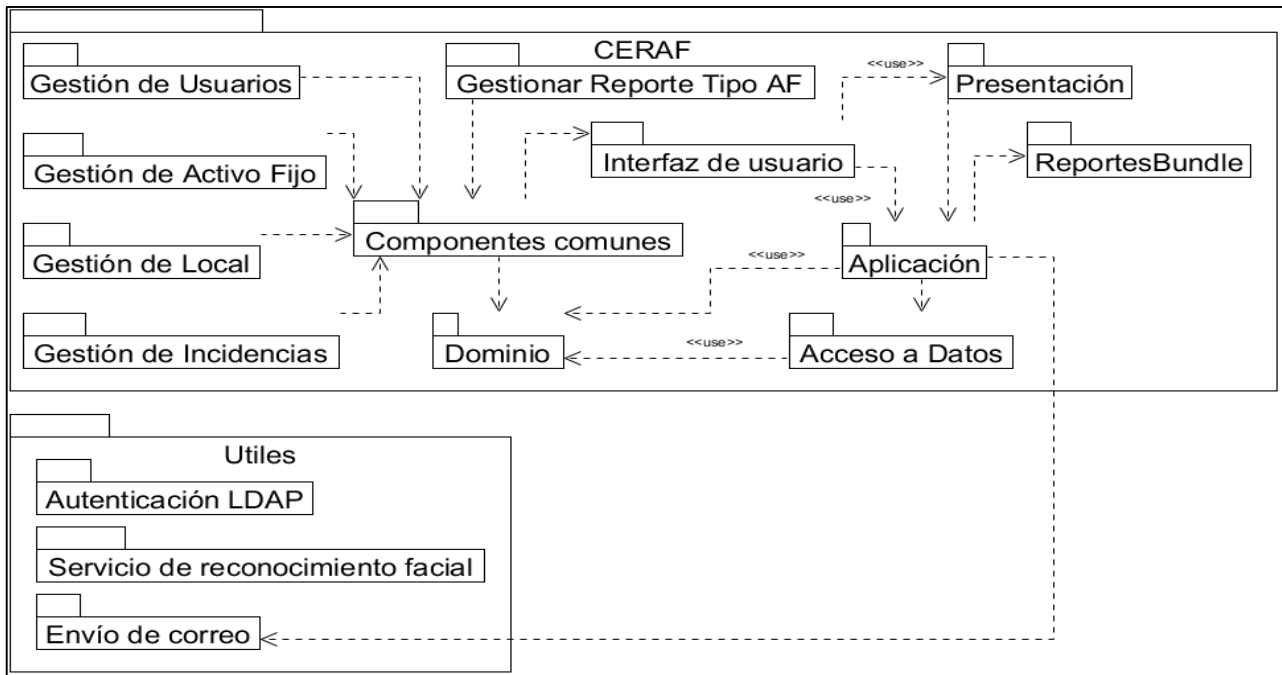 CERAF
Gestión de Usuarios
Gestionar Reporte Tipo AF
<<use>>
Presentación
Gestión de Activo Fijo
Interfaz de usuario
ReportesBundle
<<use>>
Gestión de Local
Componentes comunes
<<use>>
Aplicación
Gestión de Incidencias
Dominio
<<use>>
Acceso a Datos
Utiles
Autenticación LDAP
Servicio de reconocimiento facial
Envío de correo